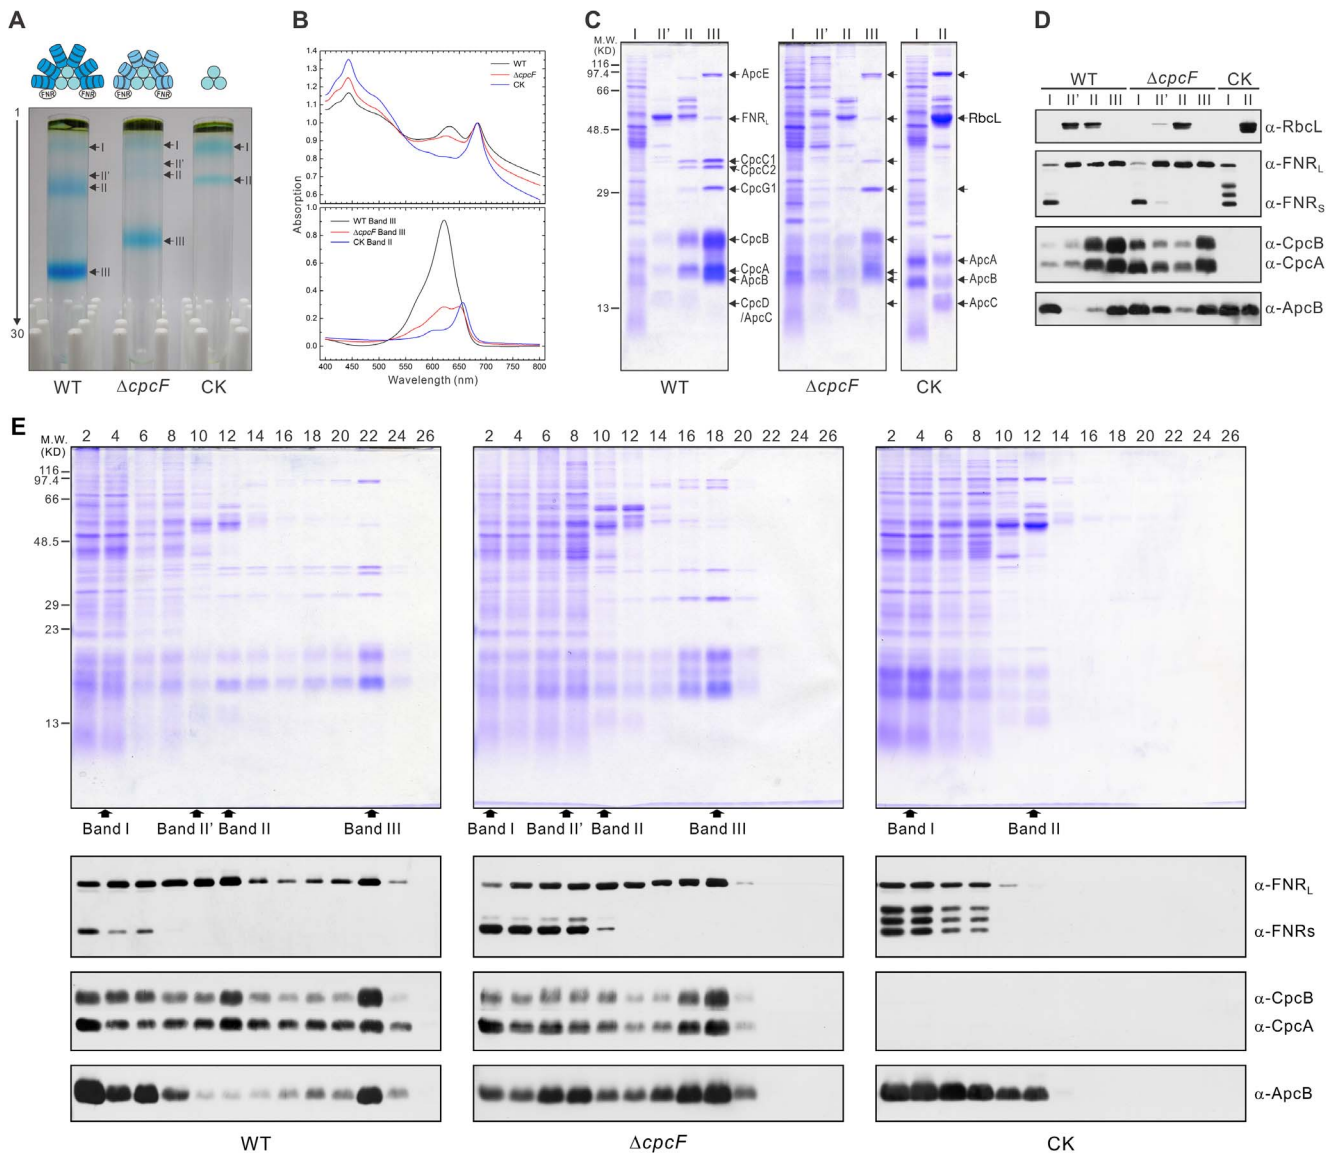 A
FNR FNR FNR FNR
1
30
I
II'
II
III
I
II'
II
III
I
II
WT ΔcpcF CK
B
1.4
1.3
1.2
1.1
1.0
0.9
0.8
0.7
0.6
WT
ΔcpcF
CK
Absorption
1.0
0.8
0.6
0.4
0.2
0.0
WT Band III
ΔcpcF Band III
CK Band II
400 450 500 550 600 650 700 750 800
Wavelength (nm)
C
M.W.
(KD)
I II' II III
I II' II III
I II
116
97.4
66
48.5
29
13
ApcE
FNRL
CpcC1
CpcC2
CpcG1
CpcB
CpcA
ApcB
CpcD
/ApcC
RbcL
ApcA
ApcB
ApcC
WT ΔcpcF CK
D
WT ΔcpcF CK
I II' II III I II' II III I II
α-RbcL
α-FNRL
α-FNRS
α-CpcB
α-CpcA
α-ApcB
E
M.W.
(KD)
2 4 6 8 10 12 14 16 18 20 22 24 26
2 4 6 8 10 12 14 16 18 20 22 24 26
2 4 6 8 10 12 14 16 18 20 22 24 26
116
97.4
66
48.5
29
23
13
Band I Band II' Band II Band III
Band I Band II' Band II Band III
Band I Band II
α-FNRL
α-FNRs
α-CpcB
α-CpcA
α-ApcB
WT ΔcpcF CK